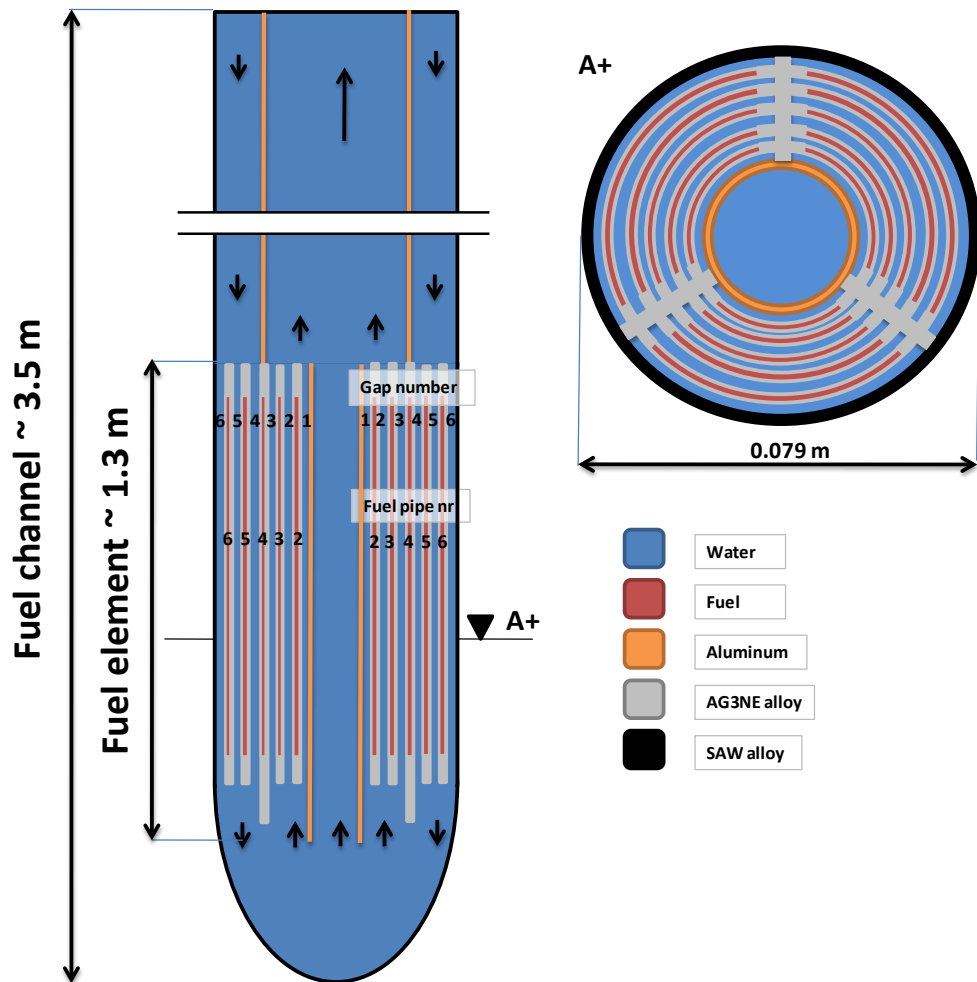 Fuel channel ~ 3.5 m
Fuel element ~ 1.3 m
Gap number
6 5 4 3 2 1
1 2 3 4 5 6
Fuel pipe nr
6 5 4 3 2
2 3 4 5 6
A+
A+
0.079 m
Water
Fuel
Aluminum
AG3NE alloy
SAW alloy